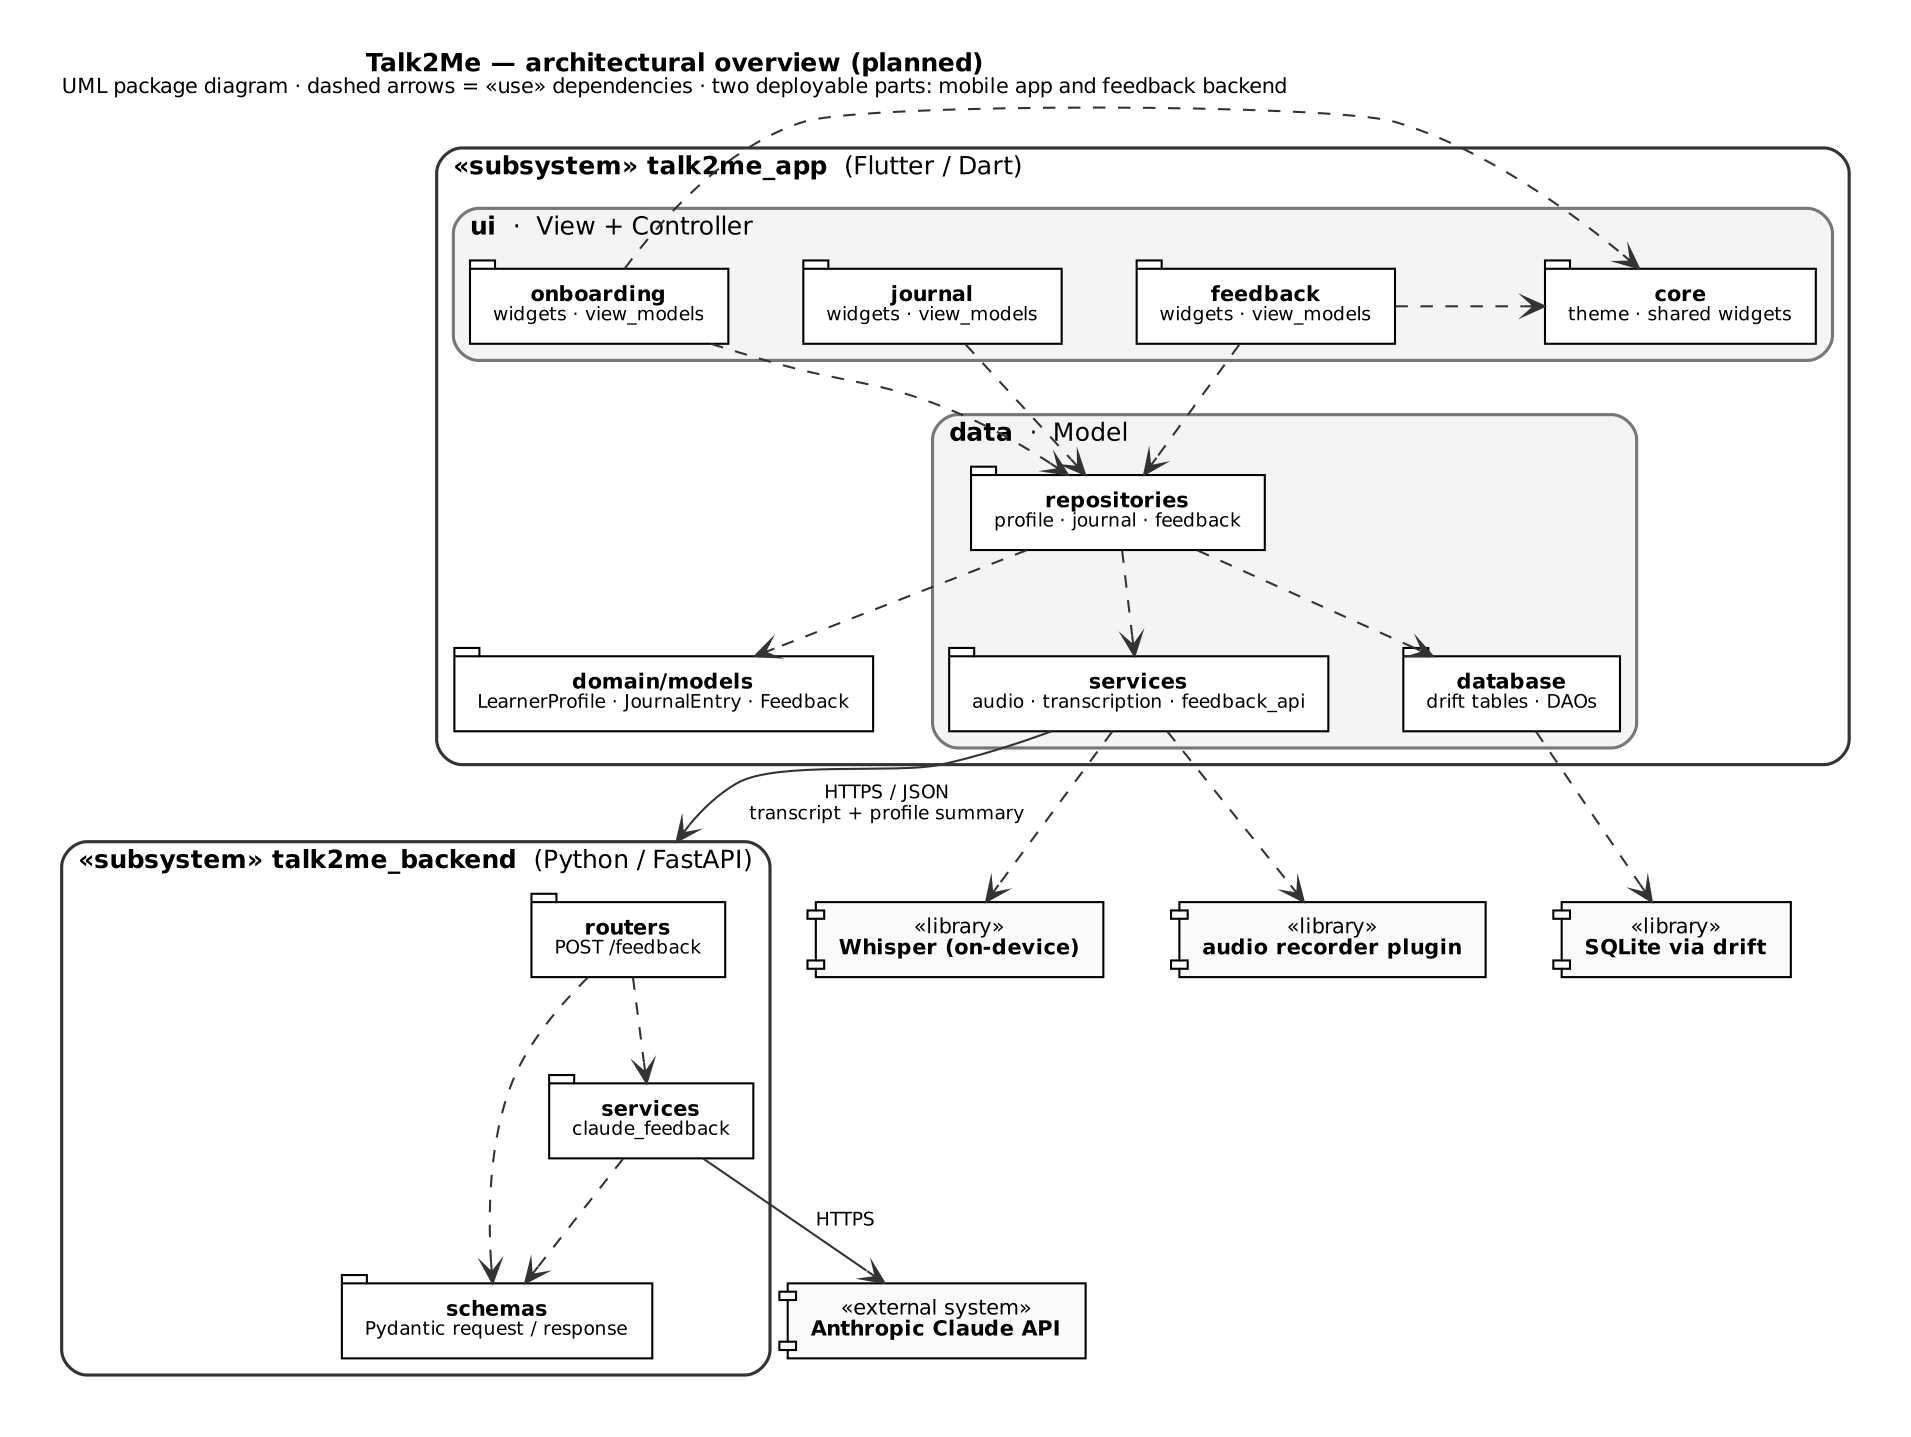 Talk2Me — architectural overview (planned)
UML package diagram · dashed arrows = «use» dependencies · two deployable parts: mobile app and feedback backend
«subsystem» talk2me_app (Flutter / Dart)
ui · View + Controller
onboarding
widgets · view_models
journal
widgets · view_models
feedback
widgets · view_models
core
theme · shared widgets
data · Model
repositories
profile · journal · feedback
domain/models
LearnerProfile · JournalEntry · Feedback
services
audio · transcription · feedback_api
database
drift tables · DAOs
HTTPS / JSON
transcript + profile summary
«subsystem» talk2me_backend (Python / FastAPI)
routers
POST /feedback
«library»
Whisper (on-device)
«library»
audio recorder plugin
«library»
SQLite via drift
services
claude_feedback
HTTPS
schemas
Pydantic request / response
«external system»
Anthropic Claude API